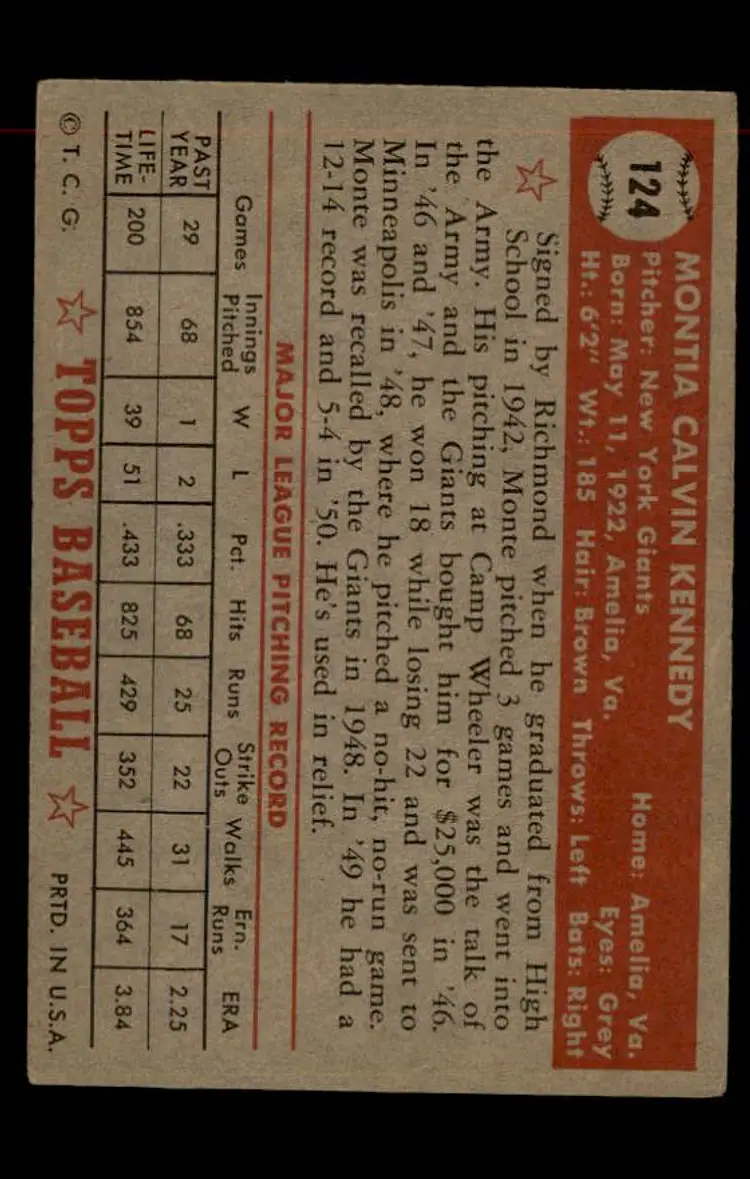 124
MONTIA CALVIN KENNEDY
Pitcher: New York Giants Home: Amelia, Va.
Born: May 11, 1922, Amelia, Va. Eyes: Grey
Ht.: 6'2" Wt.: 185 Hair: Brown Throws: Left Bats: Right
Signed by Richmond when he graduated from High
School in 1942, Monte pitched 3 games and went into
the Army. His pitching at Camp Wheeler was the talk of
the Army and the Giants bought him for $25,000 in '46.
In '46 and '47, he won 18 while losing 22 and was sent to
Minneapolis in '48, where he pitched a no-hit, no-run game.
Monte was recalled by the Giants in 1948. In '49 he had a
12-14 record and 5-4 in '50. He's used in relief.
MAJOR LEAGUE PITCHING RECORD
Games Innings Pitched W L Pct. Hits Runs Strike Outs Walks Ern. Runs ERA
PAST YEAR 29 68 1 2 .333 68 25 22 31 17 2.25
LIFE-TIME 200 854 39 51 .433 825 429 352 445 364 3.84
© T. C. G. TOPPS BASEBALL PRTD. IN U.S.A.